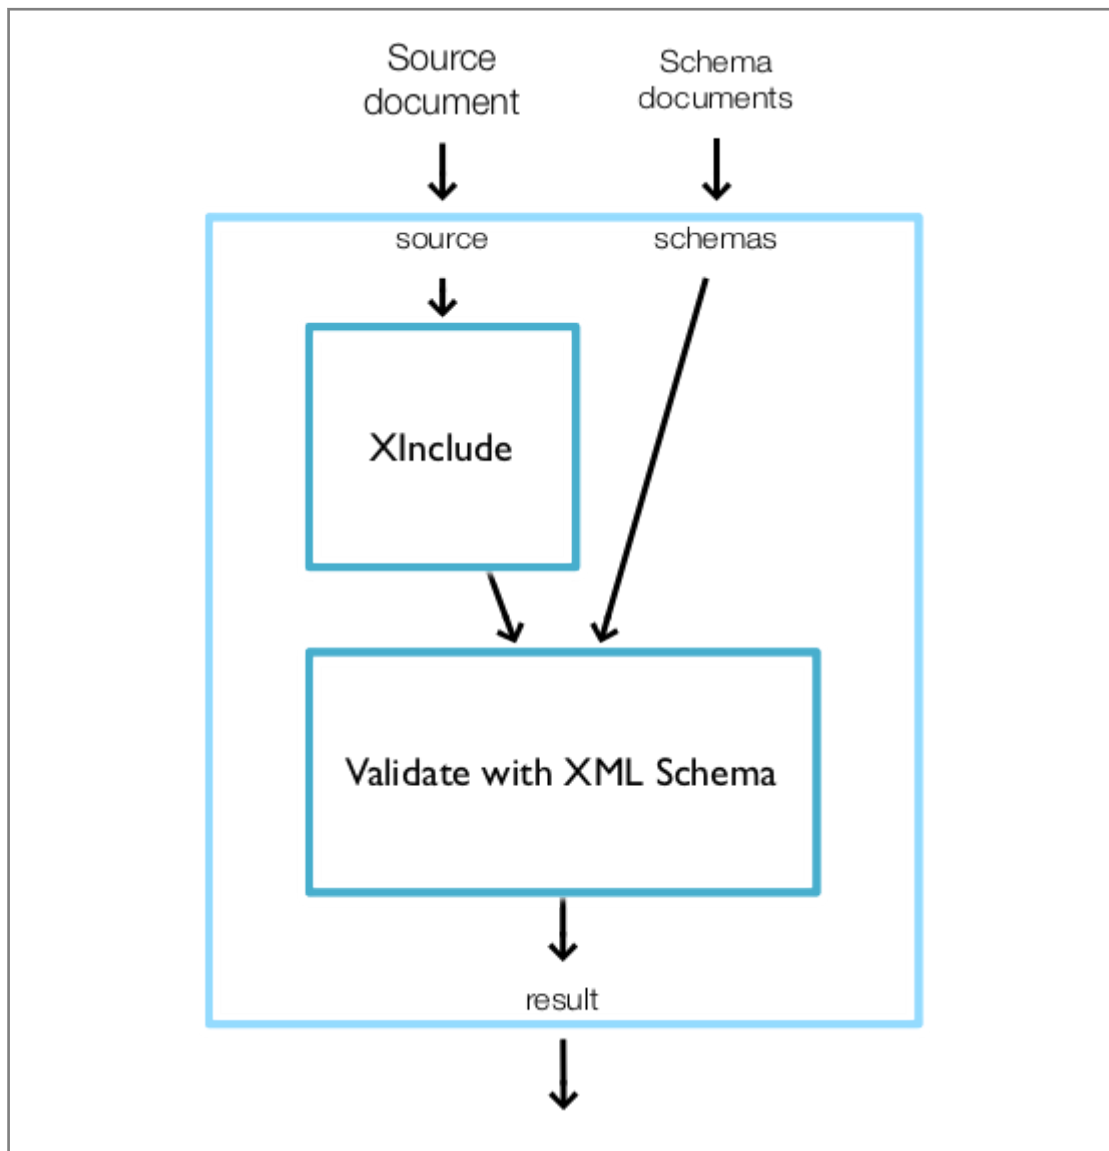 Source
document
Schema
documents
source
schemas
XInclude
Validate with XML Schema
result